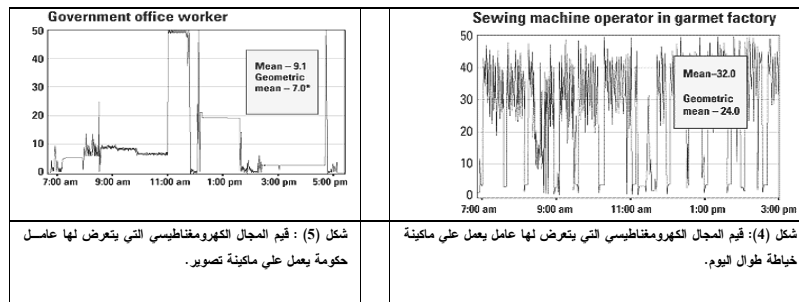 Government office worker
50
40
30
20
10
0
Mean – 9.1
Geometric
mean – 7.0*
7:00 am 9:00 am 11:00 am 1:00 pm 3:00 pm 5:00 pm
Sewing machine operator in garmet factory
50
40
30
20
10
0
Mean–32.0
Geometric
mean – 24.0
7:00 am 9:00 am 11:00 am 1:00 pm 3:00 pm
شكل (4): قيم المجال الكهرومغناطيسي التي يتعرض لها عامل يعمل علي ماكينة
خياطة طوال اليوم.
شكل (5) : قيم المجال الكهرومغناطيسي التي يتعرض لها عامـــل
حكومة يعمل علي ماكينة تصوير.